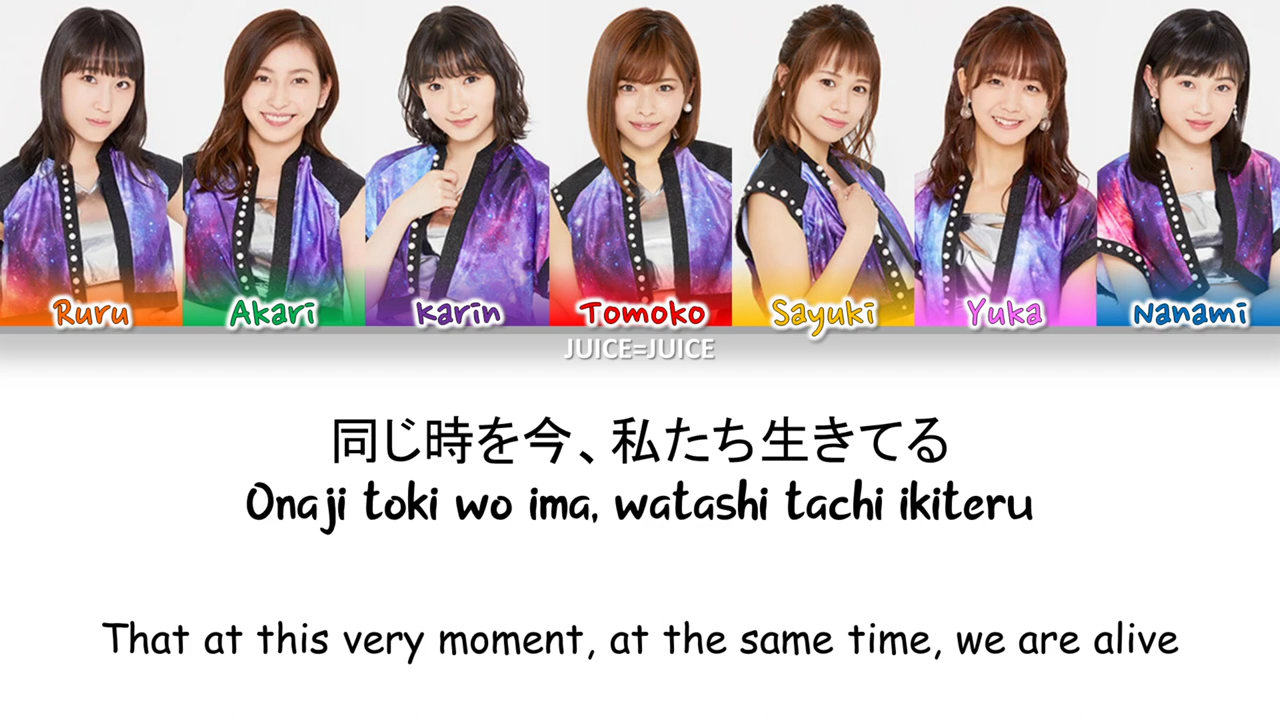 Ruru Akari Karin Tomoko Sayuki Yuka Nanami
JUICE=JUICE
同じ時を今、私たち生きてる
Onaji toki wo ima, watashi tachi ikiteru
That at this very moment, at the same time, we are alive